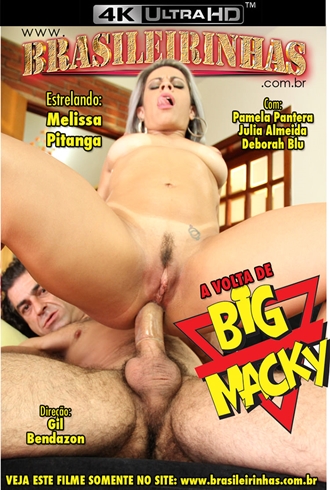 4K ULTRA HD™
www.
BRASILEIRINHAS
.com.br
Estrelando:
Melissa
Pitanga
Com:
Pamela Pantera
Julia Almeida
Deborah Blu
A VOLTA DE
BIG
MACKY
Direção:
Gil
Bendazon
VEJA ESTE FILME SOMENTE NO SITE: www.brasileirinhas.com.br